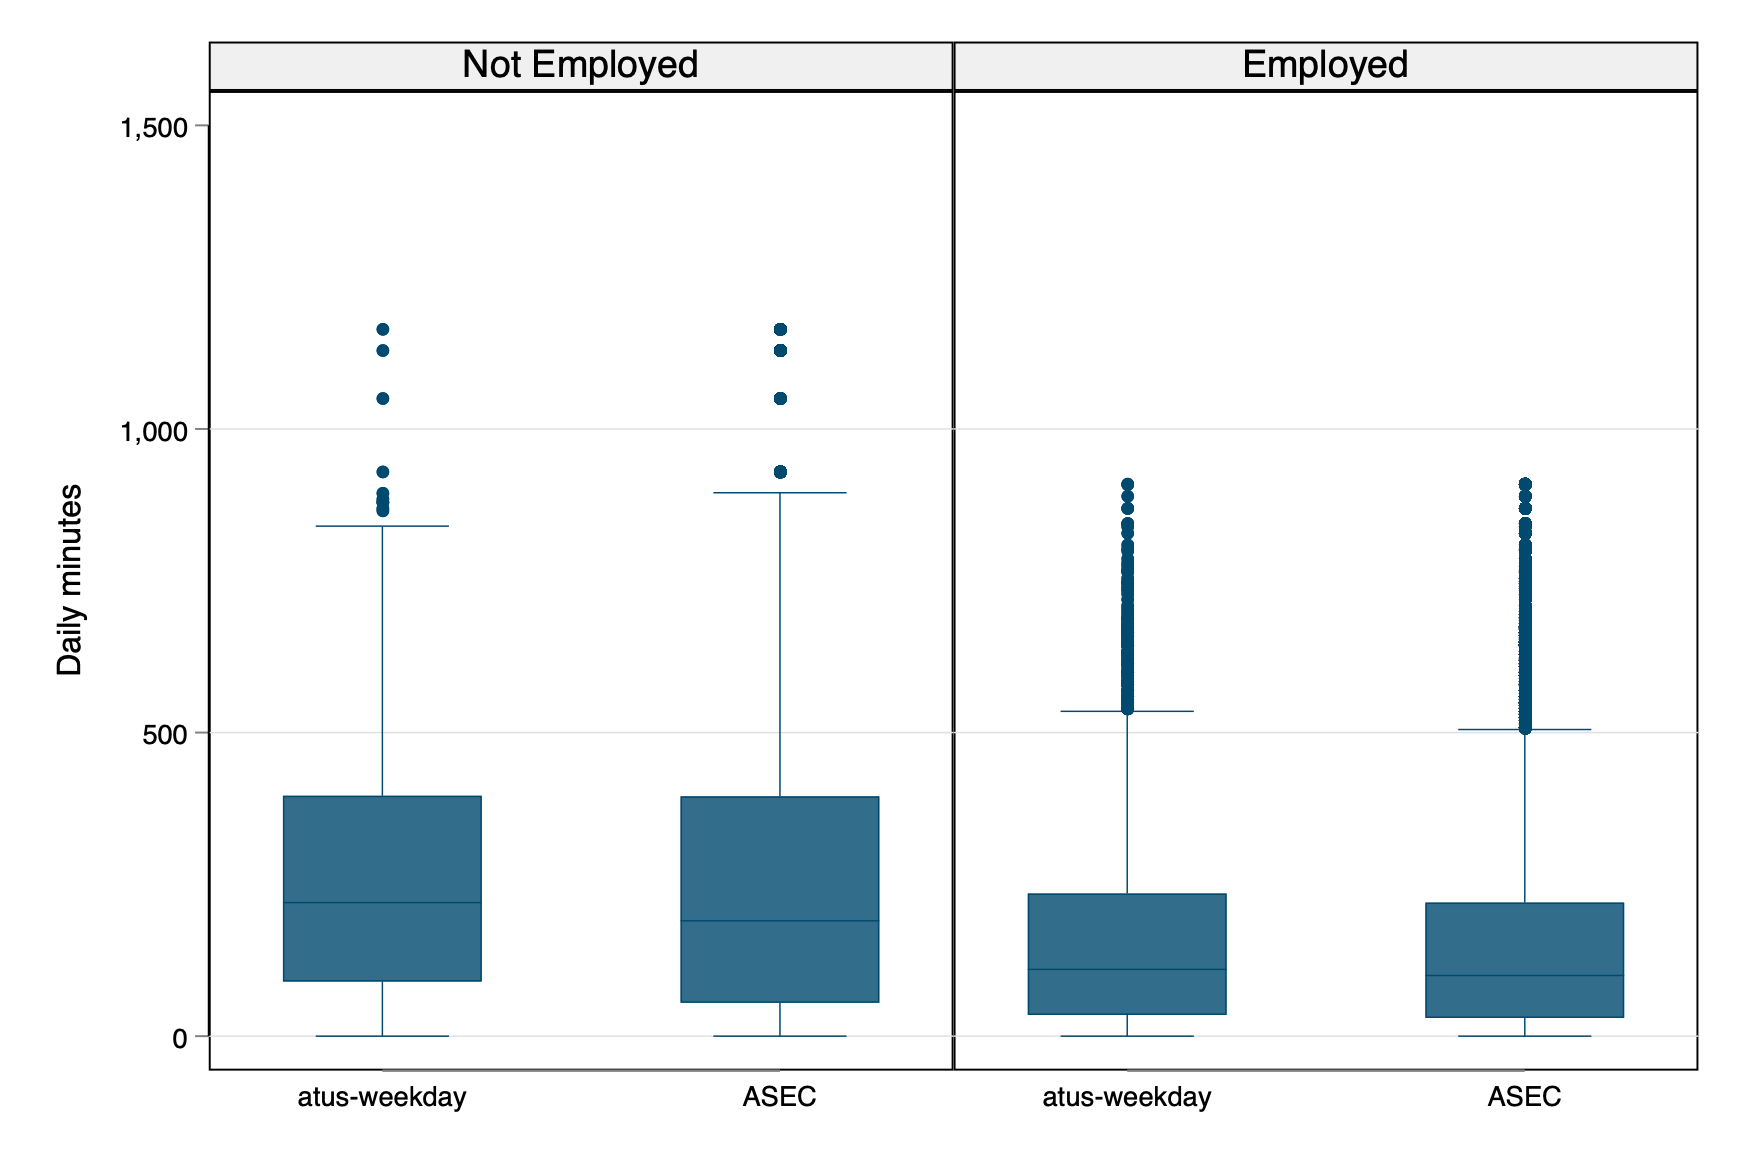 Not Employed
Employed
Daily minutes
1,500
1,000
500
0
atus-weekday
ASEC
atus-weekday
ASEC